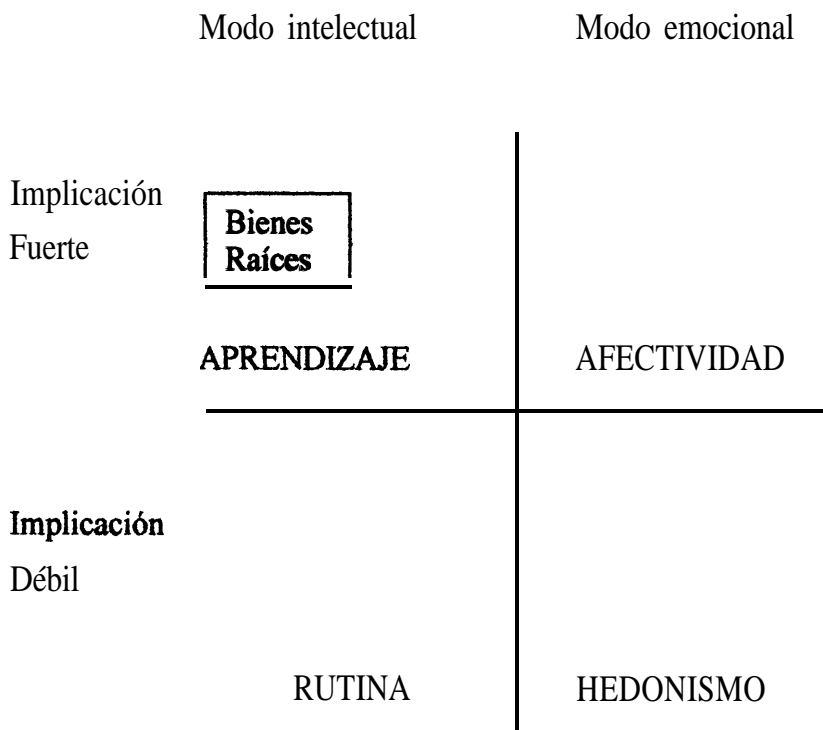 Modo intelectual Modo emocional
Implicación
Fuerte
Bienes
Raíces
APRENDIZAJE AFECTIVIDAD
Implicación
Débil
RUTINA HEDONISMO